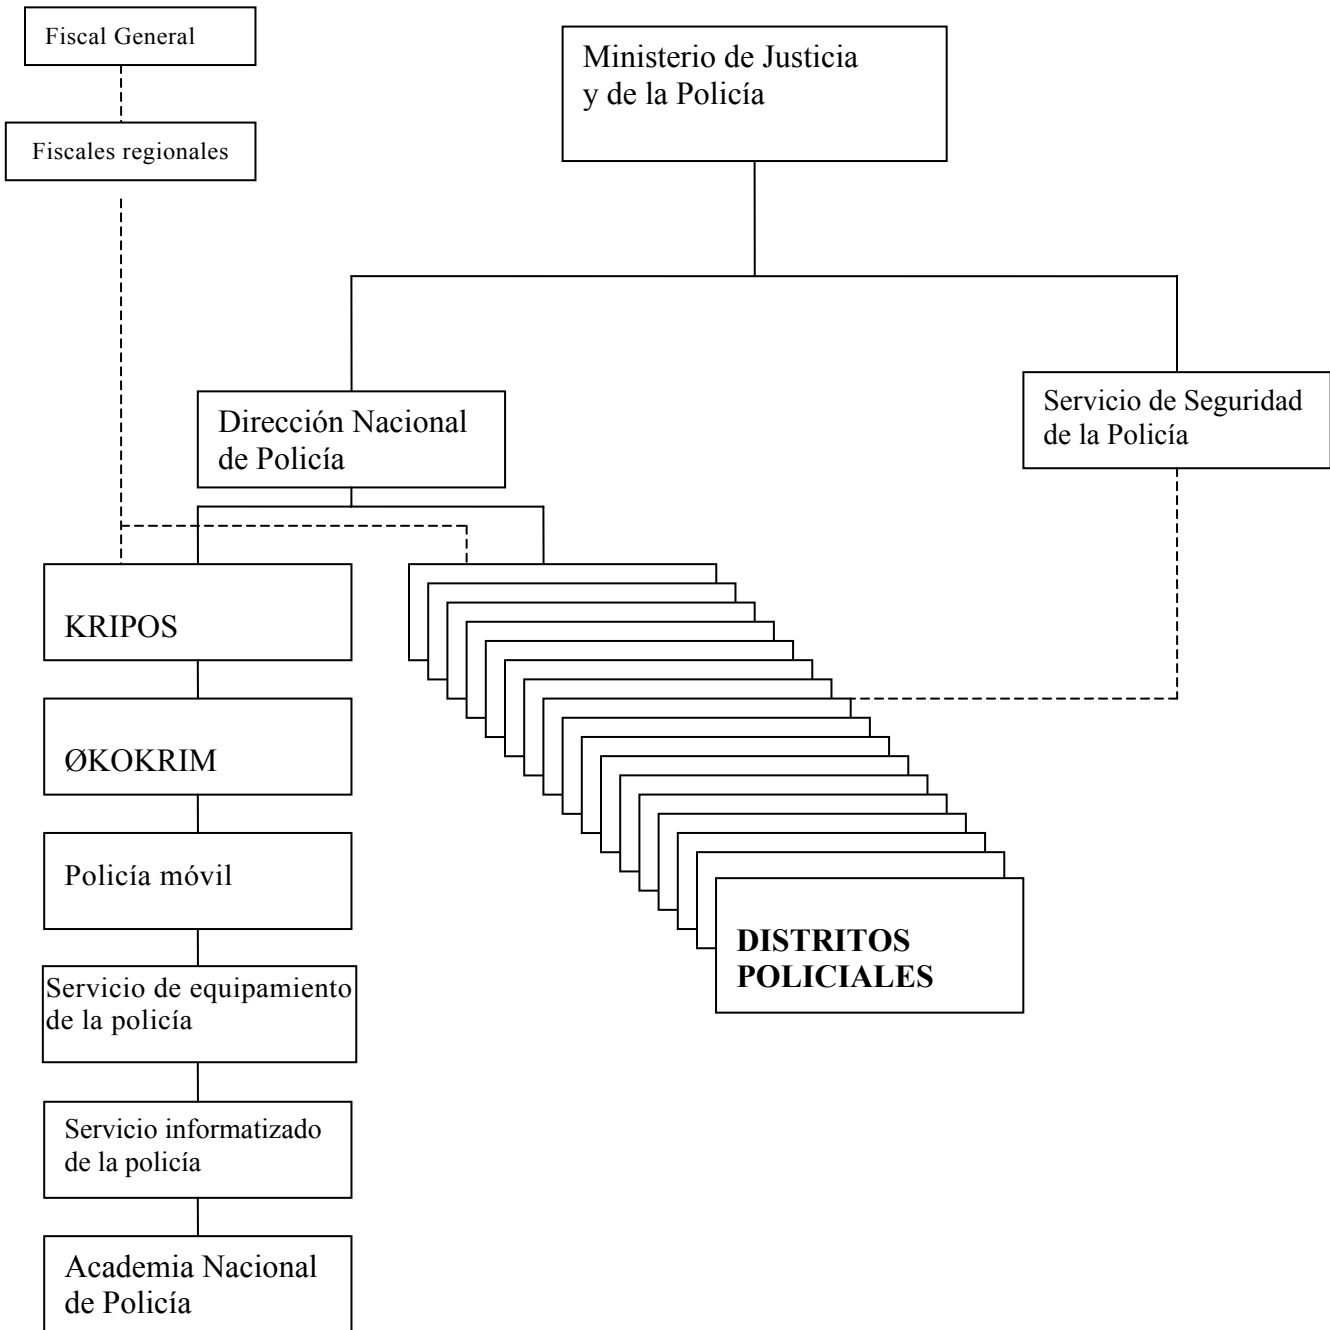 Fiscal General
Ministerio de Justicia
y de la Policía
Fiscales regionales
Dirección Nacional
de Policía
Servicio de Seguridad
de la Policía
KRIPOS
ØKOKRIM
Policía móvil
Servicio de equipamiento
de la policía
Servicio informatizado
de la policía
Academia Nacional
de Policía
DISTRITOS
POLICIALES